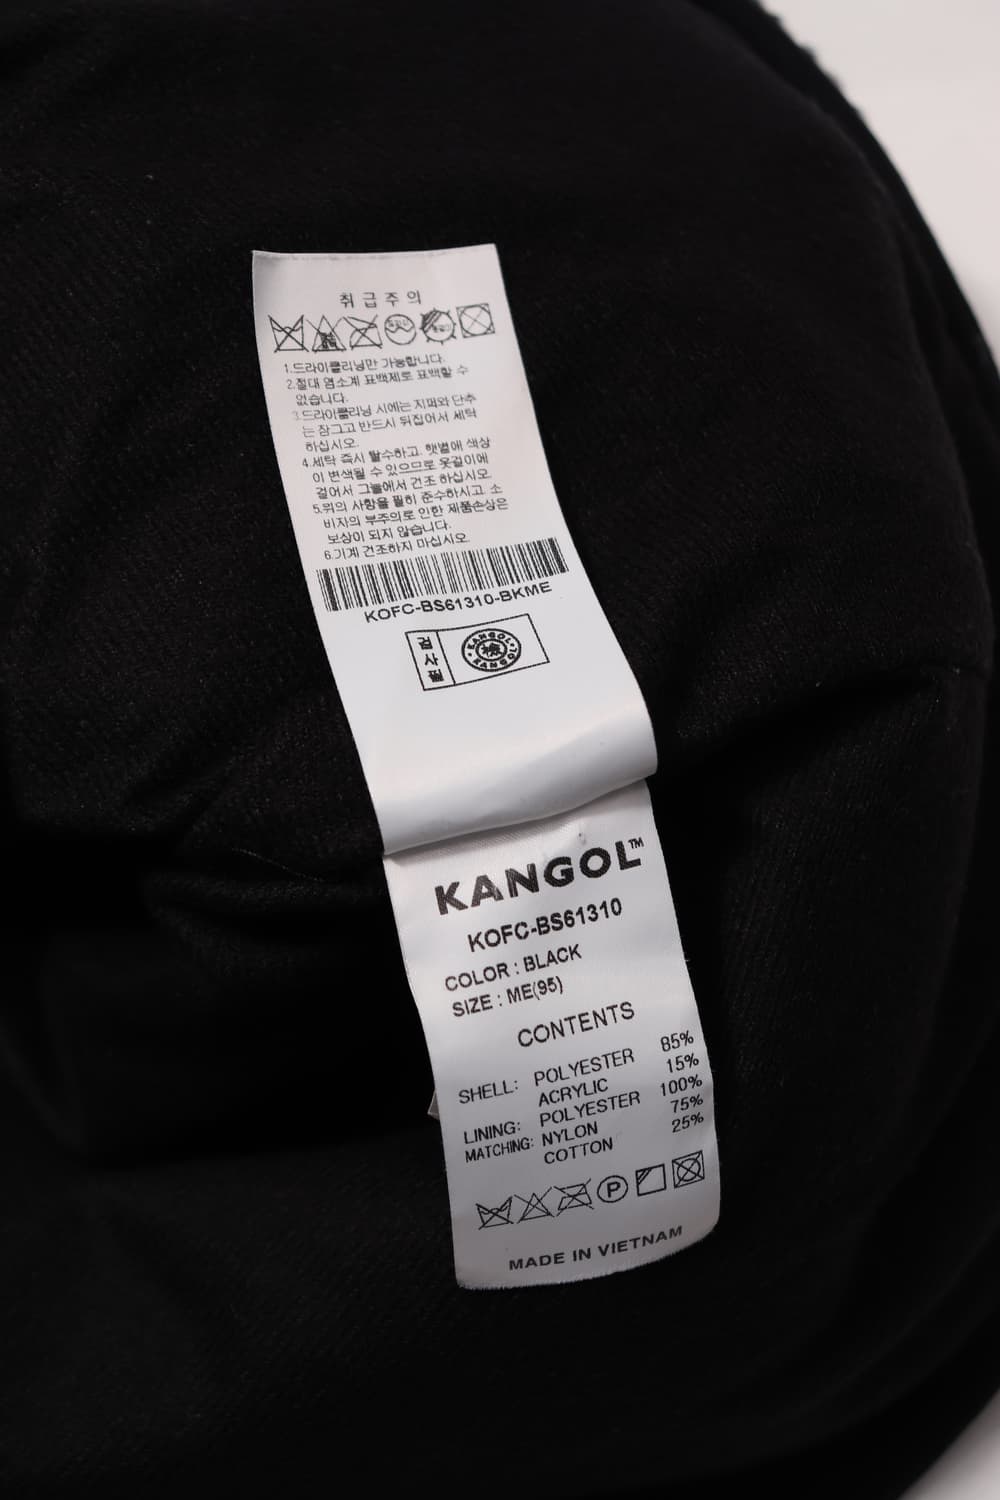 취급주의
1.드라이클리닝만 가능합니다.
2.절대 염소계 표백제로 표백할 수
없습니다.
3.드라이클리닝 시에는 지퍼와 단추
는 잠그고 반드시 뒤집어서 세탁
하십시오.
4.세탁 즉시 탈수하고, 햇볕에 색상
이 변색될 수 있으므로 옷걸이에
걸어서 그늘에서 건조 하십시오.
5.위의 사항을 필히 준수하시고, 소
비자의 부주의로 인한 제품손상은
보상이 되지 않습니다.
6.기계 건조하지 마십시오.
KOFC-BS61310-BKME
검사필
KANGOL
KANGOL
KANGOL™
KOFC-BS61310
COLOR : BLACK
SIZE : ME(95)
CONTENTS
SHELL: POLYESTER 85%
ACRYLIC 15%
LINING: POLYESTER 100%
MATCHING: NYLON 75%
COTTON 25%
P
MADE IN VIETNAM